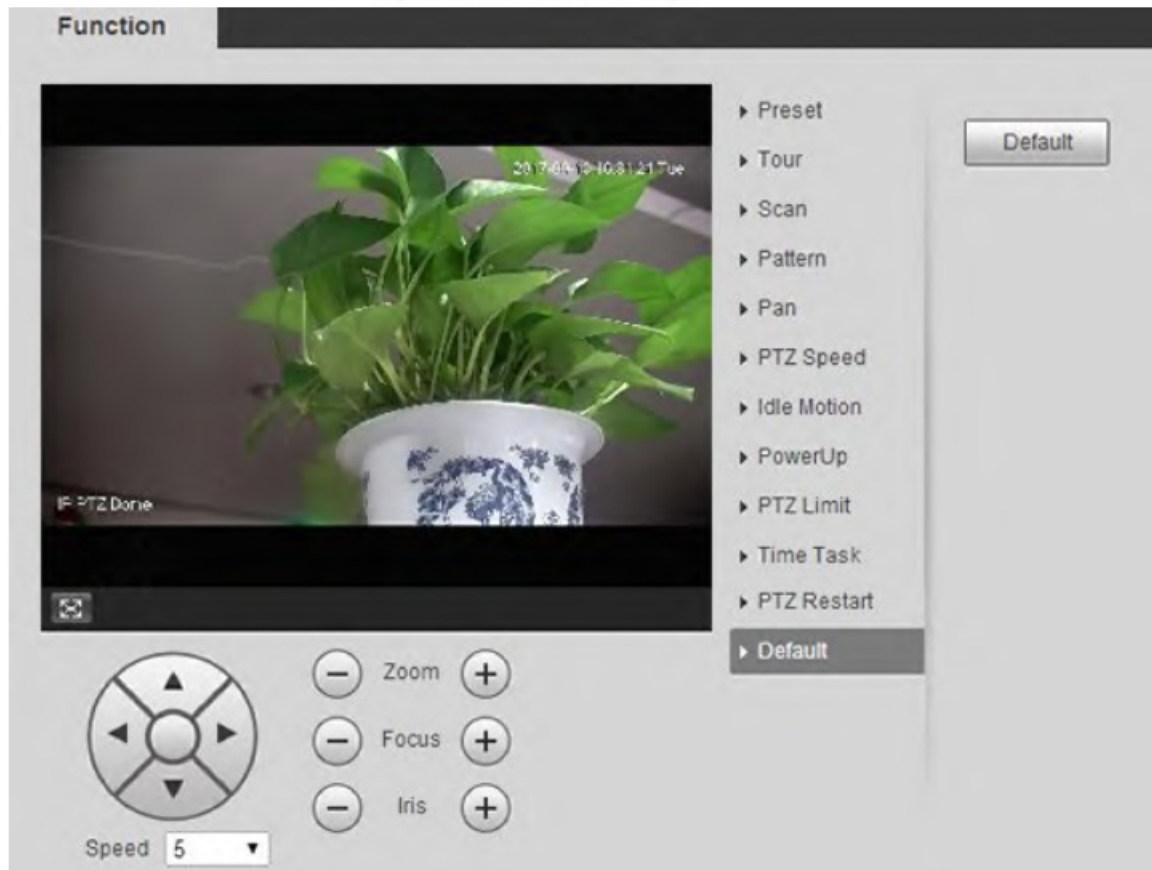 Function
Tue
PTZ Done
Preset
Tour
Scan
Pattern
Pan
PTZ Speed
Idle Motion
PowerUp
PTZ Limit
Time Task
PTZ Restart
Default
Default
Zoom
Focus
Iris
Speed 5